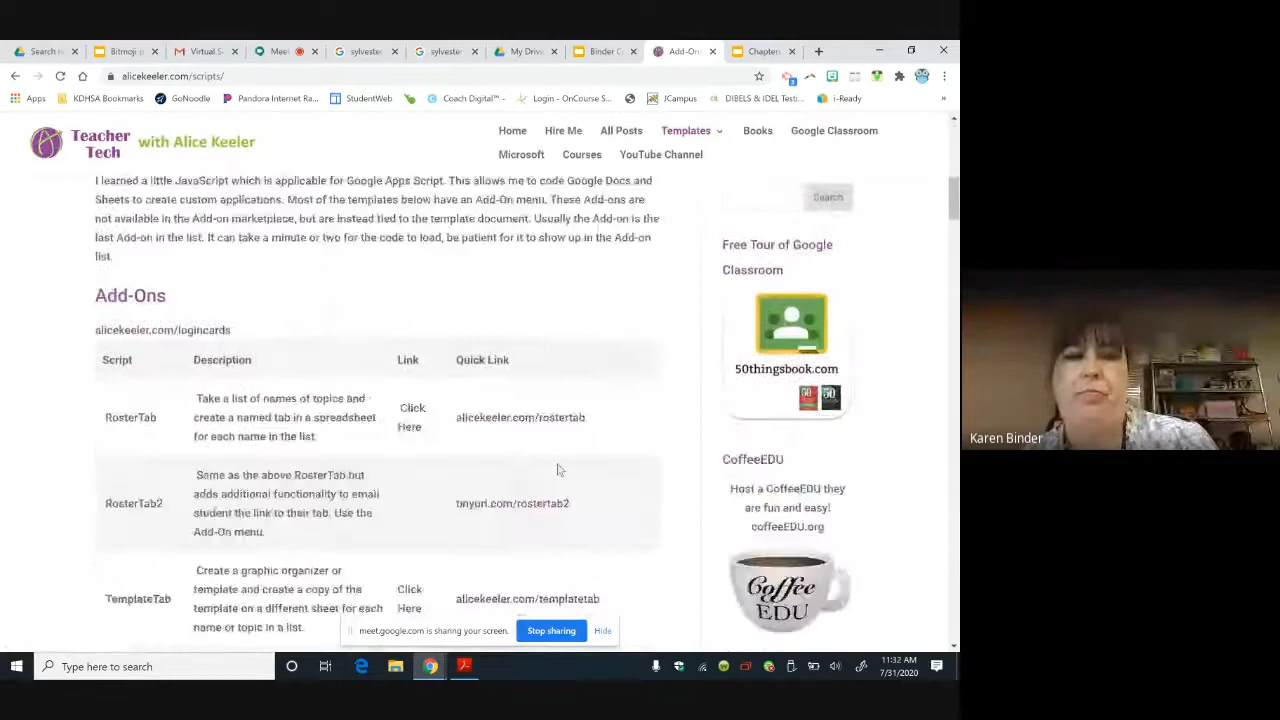 Search r
Bitmoji p
Virtual S
Meet
sylveste
sylveste
My Driv
Binder C
Add-On
Chapter
alicekeeler.com/scripts/
Apps
KDHSA Bookmarks
GoNoodle
Pandora Internet Ra...
StudentWeb
Coach Digital™ -
Login - OnCourse S...
JCampus
DIBELS & IDEL Testi...
i-Ready
»
Teacher
Tech
with Alice Keeler
Home Hire Me All Posts Templates Books Google Classroom
Microsoft Courses YouTube Channel
I learned a little JavaScript which is applicable for Google Apps Script. This allows me to code Google Docs and
Sheets to create custom applications. Most of the templates below have an Add-On menu. These Add-ons are
not available in the Add-on marketplace, but are instead tied to the template document. Usually the Add-on is the
last Add-on in the list. It can take a minute or two for the code to load, be patient for it to show up in the Add-on
list.
Add-Ons
alicekeeler.com/logincards
Script Description Link Quick Link
RosterTab
Take a list of names of topics and
create a named tab in a spreadsheet
for each name in the list.
Click
Here
alicekeeler.com/rostertab
RosterTab2
Same as the above RosterTab but
adds additional functionality to email
student the link to their tab. Use the
Add-On menu.
tinyurl.com/rostertab2
TemplateTab
Create a graphic organizer or
template and create a copy of the
template on a different sheet for each
name or topic in a list.
Click
Here
alicekeeler.com/templatetab
Search
Free Tour of Google
Classroom
50thingsbook.com
50
50
CoffeeEDU
Host a CoffeeEDU they
are fun and easy!
coffeeEDU.org
Coffee
EDU
meet.google.com is sharing your screen.
Stop sharing
Hide
Type here to search
11:32 AM
7/31/2020
Karen Binder